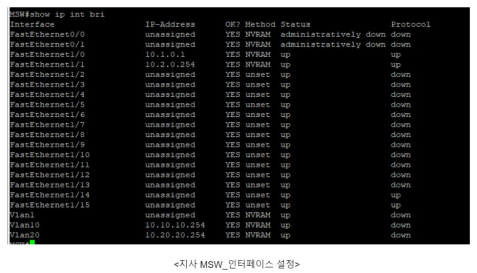 MSW#show ip int bri
Interface IP-Address OK? Method Status Protocol
FastEthernet0/0 unassigned YES NVRAM administratively down down
FastEthernet0/1 unassigned YES NVRAM administratively down down
FastEthernet1/0 10.1.0.1 YES NVRAM up up
FastEthernet1/1 10.2.0.254 YES NVRAM up up
FastEthernet1/2 unassigned YES unset up down
FastEthernet1/3 unassigned YES unset up down
FastEthernet1/4 unassigned YES unset up down
FastEthernet1/5 unassigned YES unset up down
FastEthernet1/6 unassigned YES unset up down
FastEthernet1/7 unassigned YES unset up down
FastEthernet1/8 unassigned YES unset up down
FastEthernet1/9 unassigned YES unset up down
FastEthernet1/10 unassigned YES unset up down
FastEthernet1/11 unassigned YES unset up down
FastEthernet1/12 unassigned YES unset up down
FastEthernet1/13 unassigned YES unset up down
FastEthernet1/14 unassigned YES unset up up
FastEthernet1/15 unassigned YES unset up up
Vlan1 unassigned YES NVRAM up down
Vlan10 10.10.10.254 YES NVRAM up down
Vlan20 10.20.20.254 YES NVRAM up down
MSW#
<지사 MSW_인터페이스 설정>